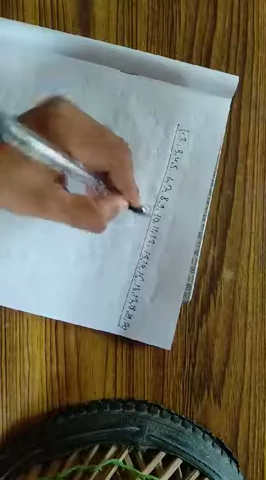 1, 2, 3, 4, 5, 6, 7, 8, 9, 10, 11, 12, 13, 14, 15, 16, 17, 18, 19, 20